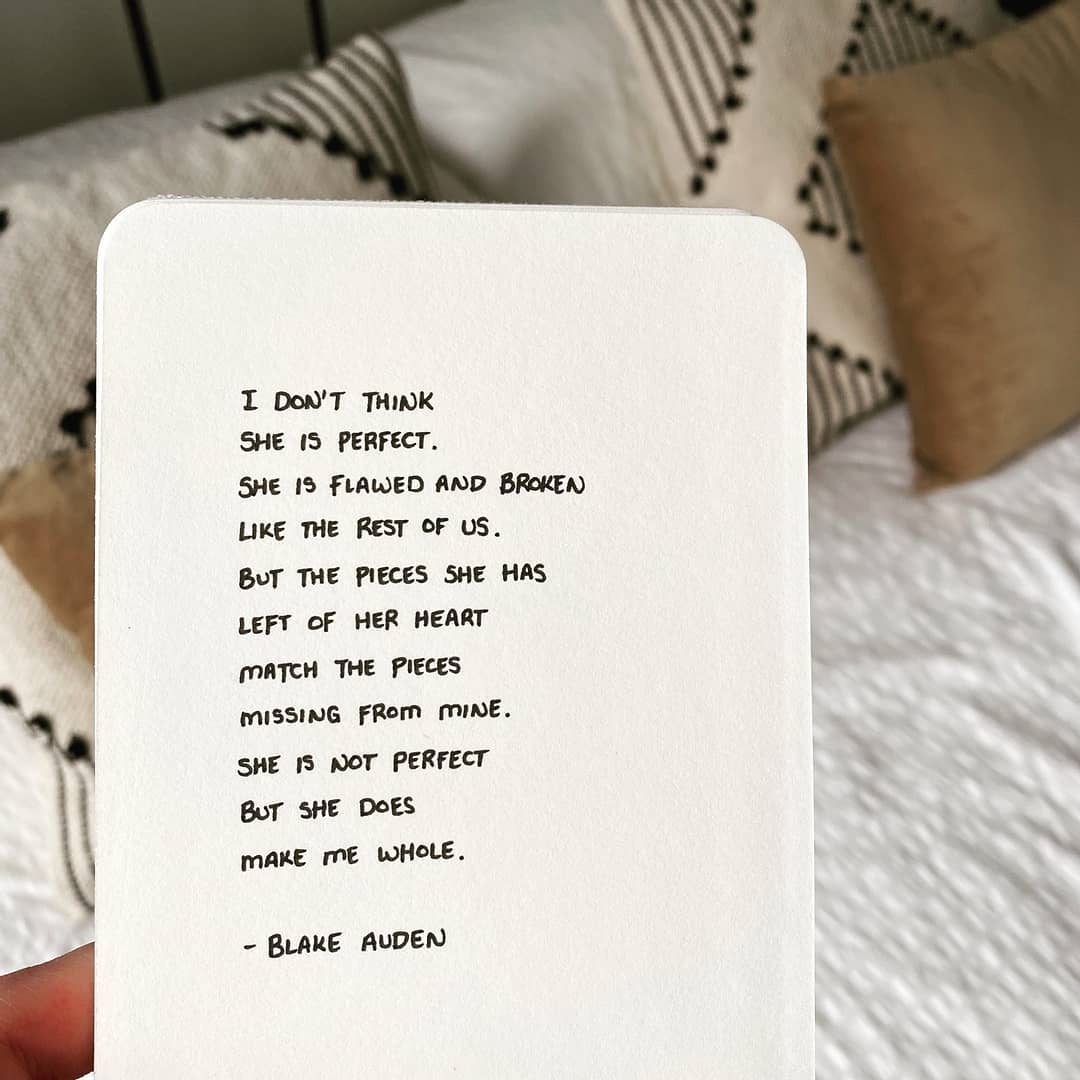 I DON'T THINK
SHE IS PERFECT.
SHE IS FLAWED AND BROKEN
LIKE THE REST OF US.
BUT THE PIECES SHE HAS
LEFT OF HER HEART
MATCH THE PIECES
MISSING FROM MINE.
SHE IS NOT PERFECT
BUT SHE DOES
MAKE ME WHOLE.
- BLAKE AUDEN